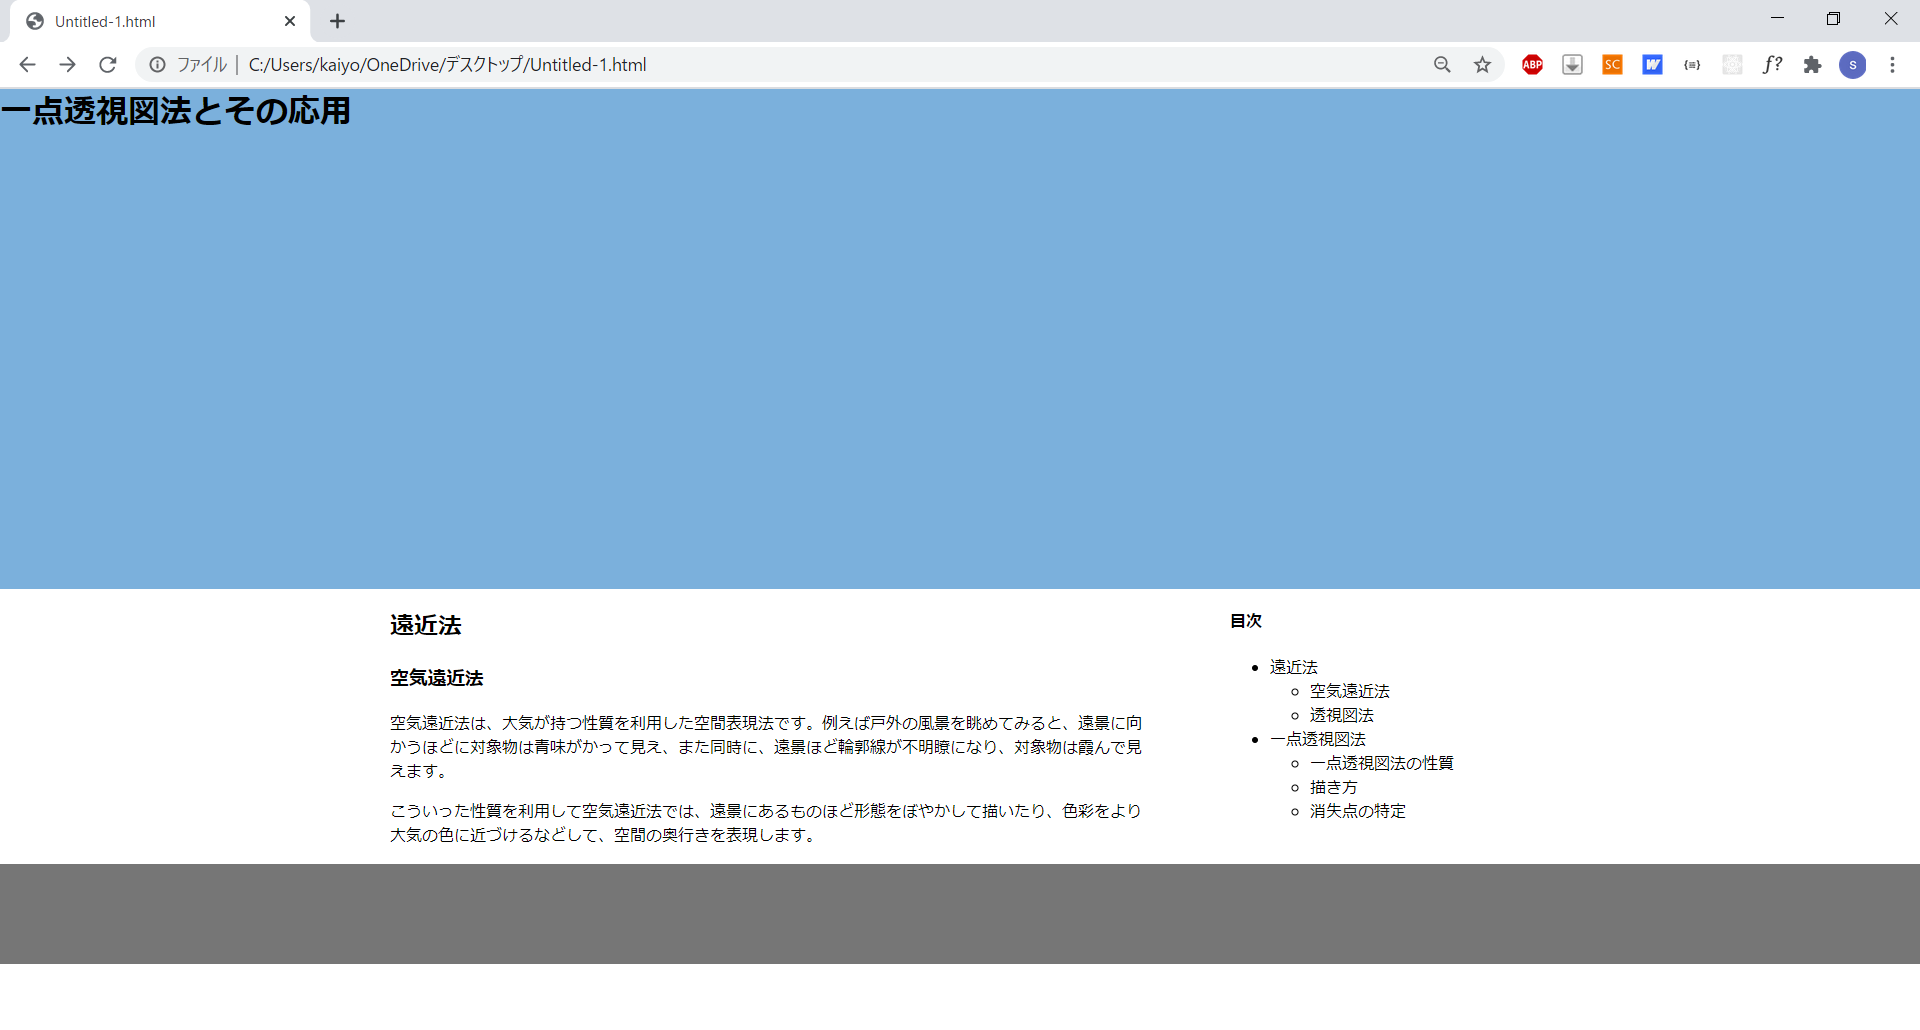 Untitled-1.html
ファイル | C:/Users/kaiyo/OneDrive/デスクトップ/Untitled-1.html
ABP
SC
W
{≡}
f?
s
一点透視図法とその応用
遠近法
空気遠近法
空気遠近法は、大気が持つ性質を利用した空間表現法です。例えば戸外の風景を眺めてみると、遠景に向
かうほどに対象物は青味がかって見え、また同時に、遠景ほど輪郭線が不明瞭になり、対象物は霞んで見
えます。
こういった性質を利用して空気遠近法では、遠景にあるものほど形態をぼやかして描いたり、色彩をより
大気の色に近づけるなどして、空間の奥行きを表現します。
目次
遠近法
空気遠近法
透視図法
一点透視図法
一点透視図法の性質
描き方
消失点の特定